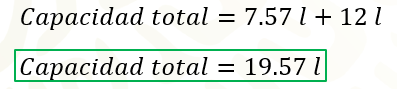 Capacidad total = 7.57 l + 12 l
Capacidad total = 19.57 l